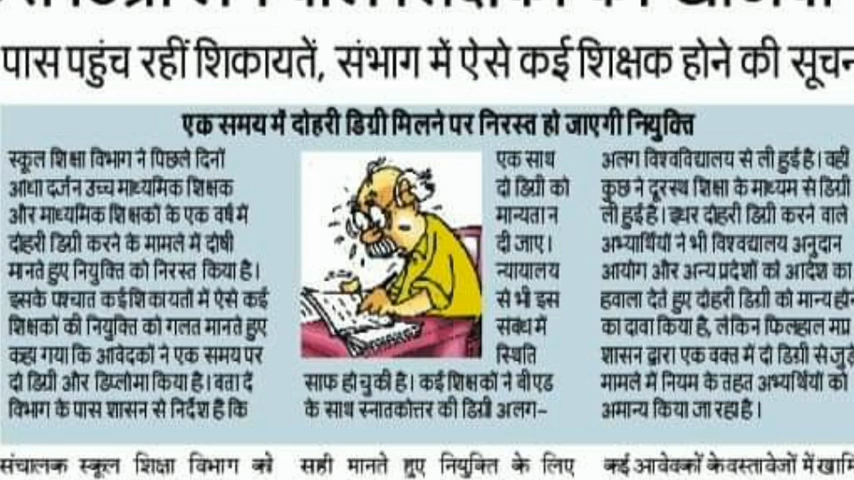 पास पहुंच रहीं शिकायतें, संभाग में ऐसे कई शिक्षक होने की
एक समय में दोहरी डिग्री मिलने पर निरस्त हो जाएगी नियुक्ति
स्कूल शिक्षा विभाग ने पिछले दिनों
आधा दर्जन उच्च माध्यमिक शिक्षक
और माध्यमिक शिक्षकों के एक वर्ष में
दोहरी डिग्री करने के मामले में दोषी
मानते हुए नियुक्ति को निरस्त किया है।
इसके पश्चात कई शिकायतों में ऐसे कई
शिक्षकों की नियुक्ति को गलत मानते हुए
कहा गया कि आवेदकों ने एक समय पर
दो डिग्री और डिप्लोमा किया है। बता दें
विभाग के पास शासन से निर्देश है कि
एक साथ
दो डिग्री को
मान्यता न
दी जाए।
न्यायालय
से भी इस
संबंध में
स्थिति
साफ हो चुकी है। कई शिक्षकों ने बीएड
के साथ स्नातकोत्तर की डिग्री अलग-
अलग विश्वविद्यालय से ली हुई है। वहीं
कुछ ने दूरस्थ शिक्षा के माध्यम से डिग्री
ली हुई है। इधर दोहरी डिग्री करने वाले
अभ्यार्थियों ने भी विश्वद्यालय अनुदान
आयोग और अन्य प्रदेशों को आदेश का
हवाला देते हुए दोहरी डिग्री को मान्य होने
का दावा किया है, लेकिन फिलहाल मप्र
शासन द्वारा एक वक्त में दो डिग्री से जुड़े
मामले में नियम के तहत अभ्यर्थियों को
अमान्य किया जा रहा है।
संचालक स्कूल शिक्षा विभाग को
सही मानते हुए नियुक्ति के लिए
कई आवेदकों के दस्तावेजों में